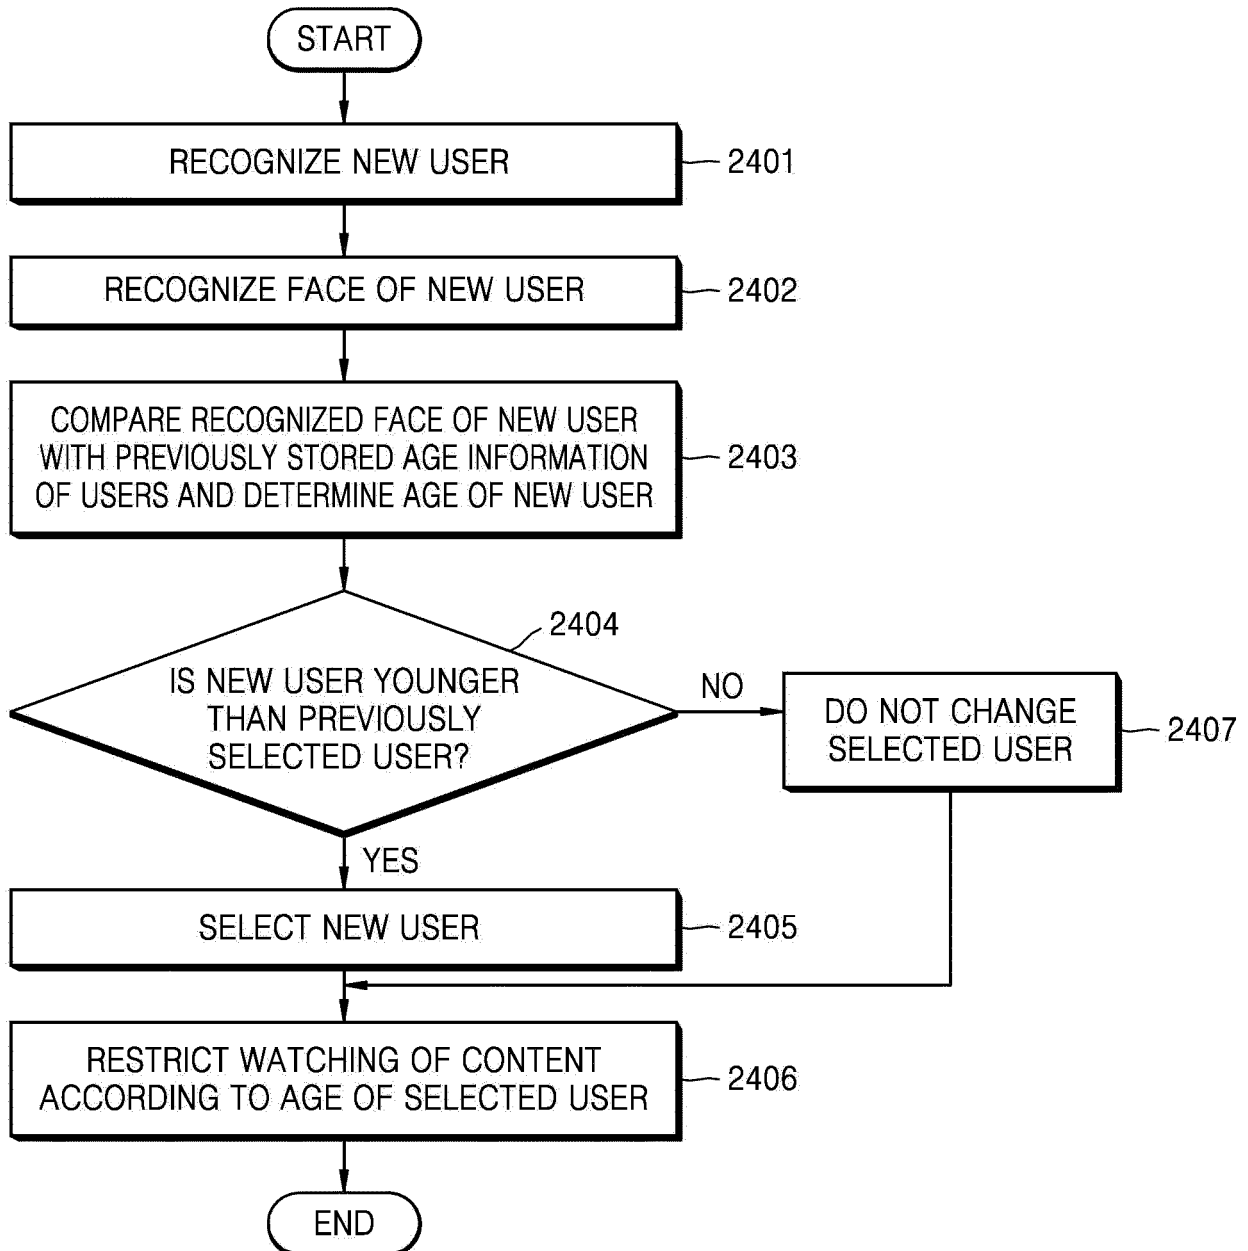 START
RECOGNIZE NEW USER
2401
RECOGNIZE FACE OF NEW USER
2402
COMPARE RECOGNIZED FACE OF NEW USER
WITH PREVIOUSLY STORED AGE INFORMATION
OF USERS AND DETERMINE AGE OF NEW USER
2403
2404
IS NEW USER YOUNGER
THAN PREVIOUSLY
SELECTED USER?
NO
DO NOT CHANGE
SELECTED USER
2407
YES
SELECT NEW USER
2405
RESTRICT WATCHING OF CONTENT
ACCORDING TO AGE OF SELECTED USER
2406
END